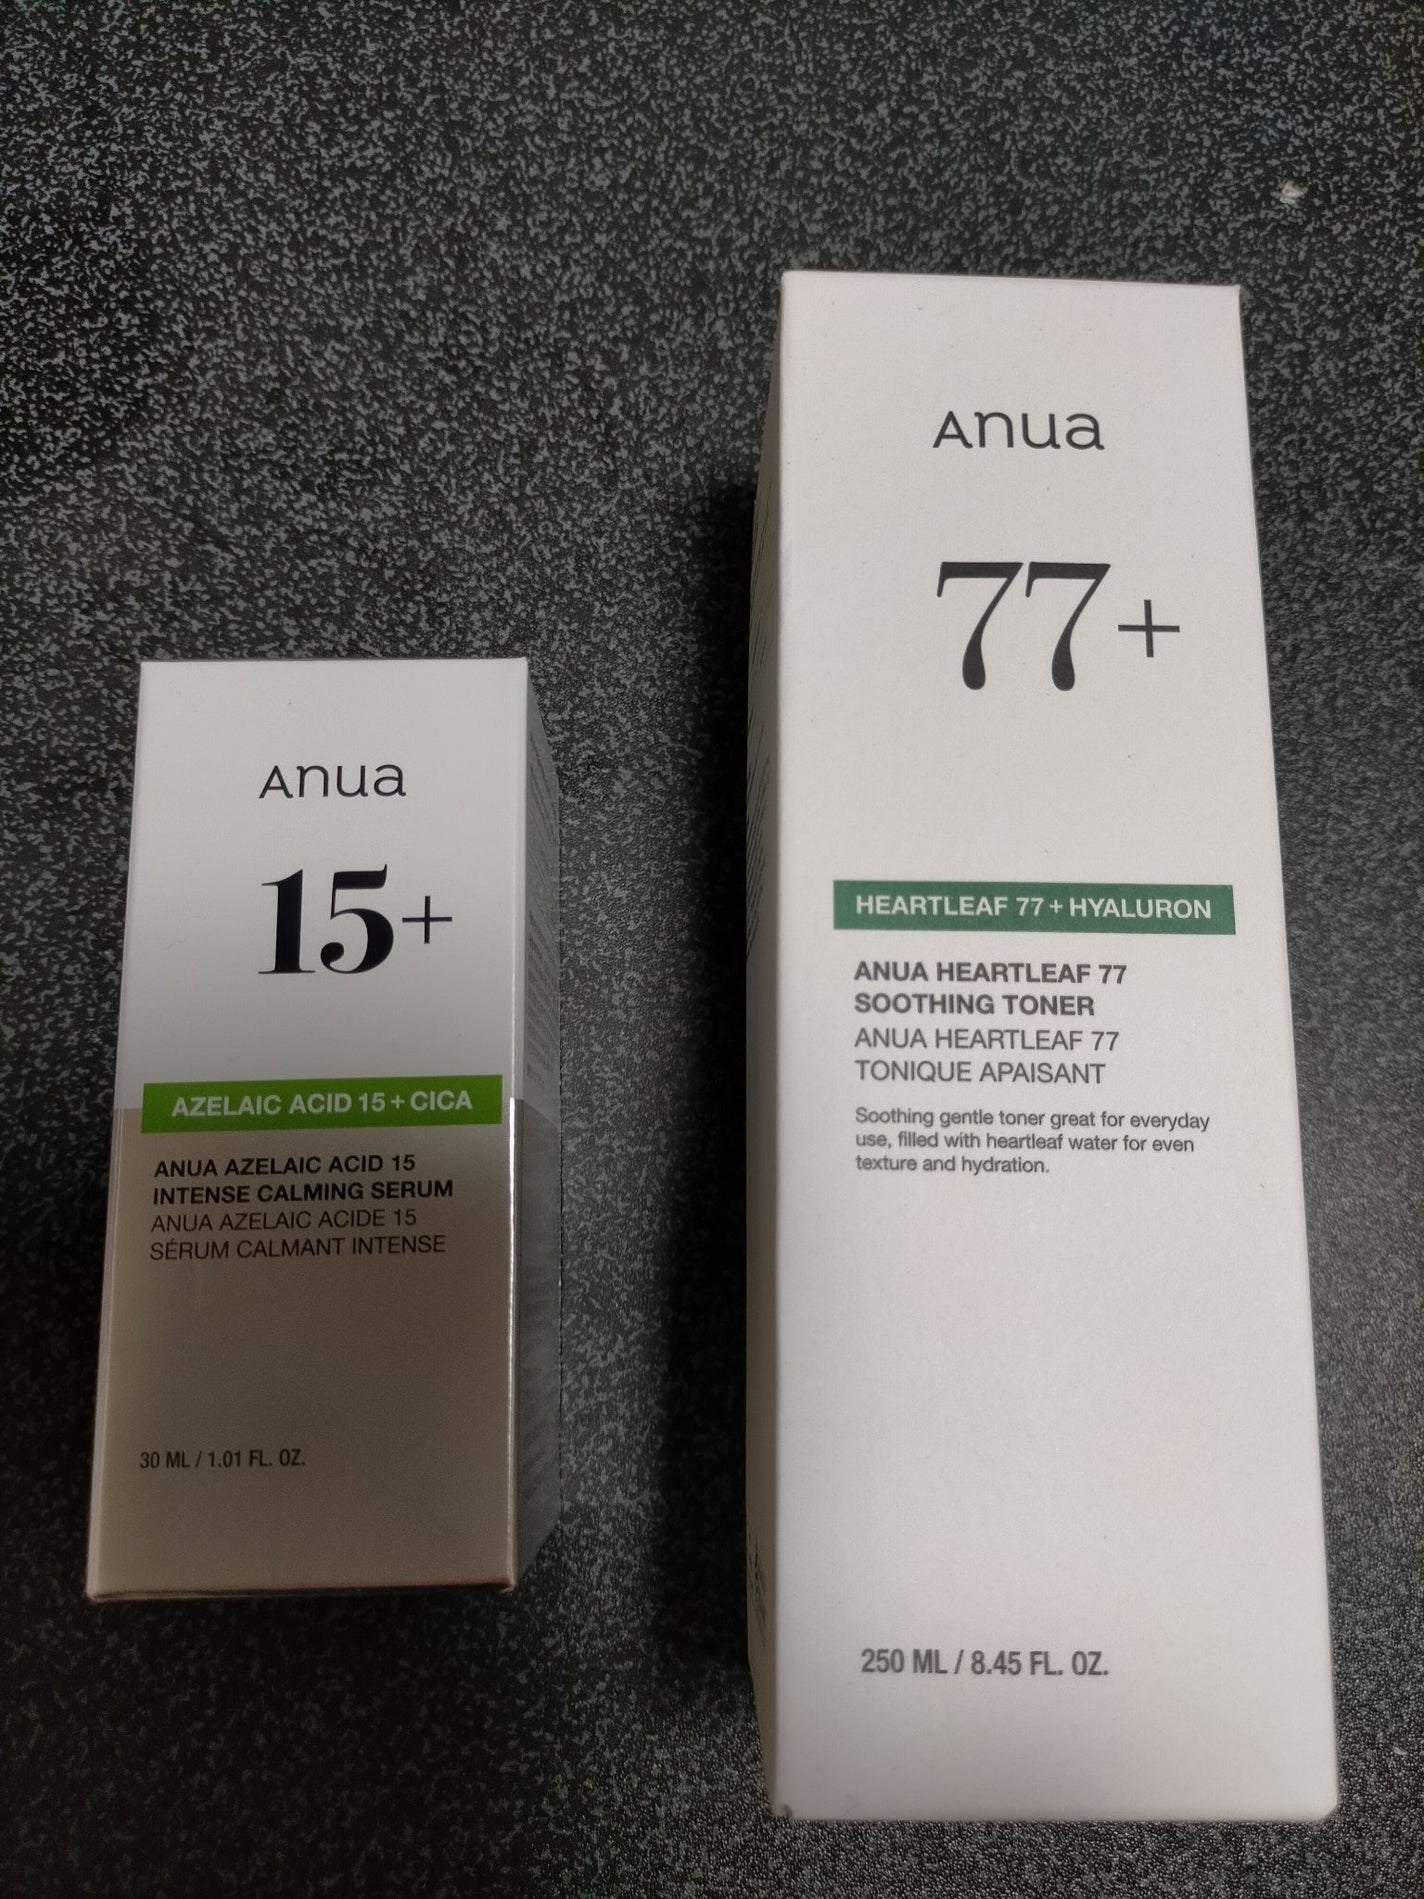 Anua
15+
AZELAIC ACID 15 + CICA
ANUA AZELAIC ACID 15
INTENSE CALMING SERUM
ANUA AZELAIC ACIDE 15
SÉRUM CALMANT INTENSE
30 ML / 1.01 FL. OZ.
Anua
77+
HEARTLEAF 77 + HYALURON
ANUA HEARTLEAF 77
SOOTHING TONER
ANUA HEARTLEAF 77
TONIQUE APAISANT
Soothing gentle toner great for everyday
use, filled with heartleaf water for even
texture and hydration.
250 ML / 8.45 FL. OZ.